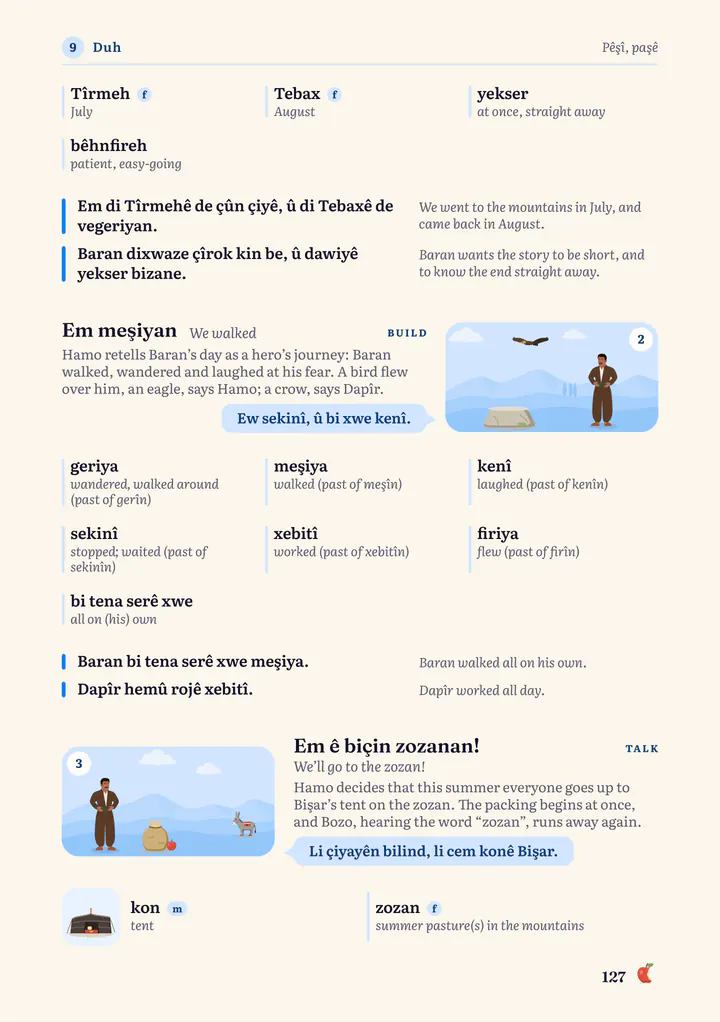 9 Duh
Pêşî, paşê
Tîrmeh f
July
Tebax f
August
yekser
at once, straight away
bêhnfireh
patient, easy-going
Em di Tîrmehê de çûn çiyê, û di Tebaxê de
vegeriyan.
We went to the mountains in July, and
came back in August.
Baran dixwaze çîrok kin be, û dawiyê
yekser bizane.
Baran wants the story to be short, and
to know the end straight away.
Em meşiyan We walked
BUILD
Hamo retells Baran’s day as a hero’s journey: Baran
walked, wandered and laughed at his fear. A bird flew
over him, an eagle, says Hamo; a crow, says Dapîr.
Ew sekinî, û bi xwe kenî.
2
geriya
wandered, walked around
(past of gerîn)
meşiya
walked (past of meşîn)
kenî
laughed (past of kenîn)
sekinî
stopped; waited (past of
sekinîn)
xebitî
worked (past of xebitîn)
firiya
flew (past of firîn)
bi tena serê xwe
all on (his) own
Baran bi tena serê xwe meşiya.
Baran walked all on his own.
Dapîr hemû rojê xebitî.
Dapîr worked all day.
3
Em ê biçin zozanan!
TALK
We’ll go to the zozan!
Hamo decides that this summer everyone goes up to
Bişar’s tent on the zozan. The packing begins at once,
and Bozo, hearing the word “zozan”, runs away again.
Li çiyayên bilind, li cem konê Bişar.
kon m
tent
zozan f
summer pasture(s) in the mountains
127